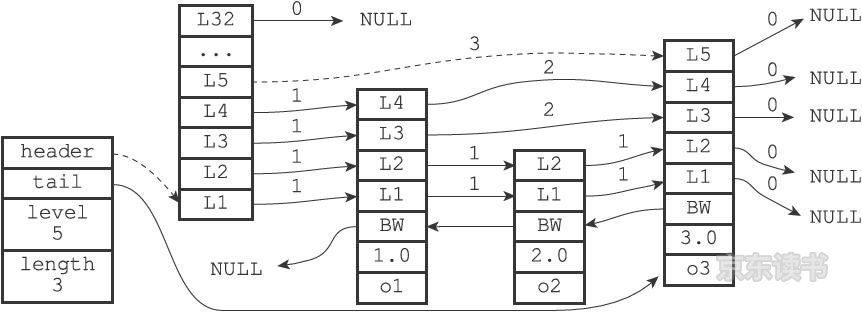 header
tail
level
5
length
3
L32
...
L5
L4
L3
L2
L1
0
NULL
3
1
1
1
1
L4
L3
L2
L1
BW
1.0
o1
NULL
2
2
1
1
L2
L1
BW
2.0
o2
1
1
L5
L4
L3
L2
L1
BW
3.0
o3
0
NULL
0
NULL
0
NULL
0
NULL
0
NULL
京东读书